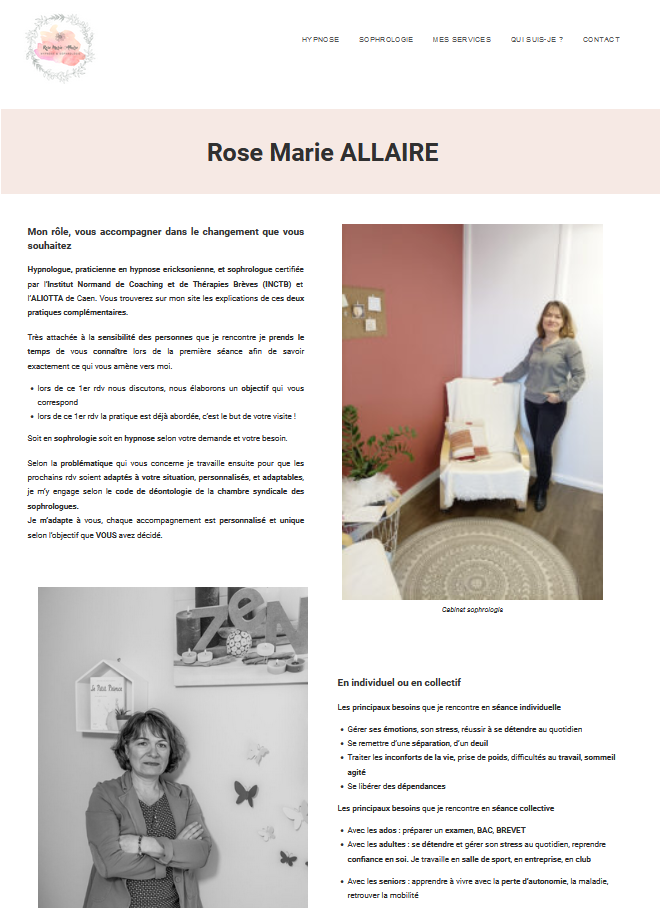 Rose Marie Allaire
HYPNOSE
SOPHROLOGIE
MES SERVICES
QUI SUIS-JE ?
CONTACT
Rose Marie ALLAIRE
Mon rôle, vous accompagner dans le changement que vous
souhaitez
Hypnologue, praticienne en hypnose ericksonienne, et sophrologue certifiée
par l'Institut Normand de Coaching et de Thérapies Brèves (INCTB) et
l'ALIOTTA de Caen. Vous trouverez sur mon site les explications de ces deux
pratiques complémentaires.
Très attachée à la sensibilité des personnes que je rencontre je prends le
temps de vous connaître lors de la première séance afin de savoir
exactement ce qui vous amène vers moi.
• lors de ce 1er rdv nous discutons, nous élaborons un objectif qui vous
correspond
• lors de ce 1er rdv la pratique est déjà abordée, c'est le but de votre visite !
Soit en sophrologie soit en hypnose selon votre demande et votre besoin.
Selon la problématique qui vous concerne je travaille ensuite pour que les
prochains rdv soient adaptés à votre situation, personnalisés, et adaptables,
je m'y engage selon le code de déontologie de la chambre syndicale des
sophrologues.
Je m'adapte à vous, chaque accompagnement est personnalisé et unique
selon l'objectif que VOUS avez décidé.
Cabinet sophrologie
ZEN
Le Petit Prince
En individuel ou en collectif
Les principaux besoins que je rencontre en séance individuelle
• Gérer ses émotions, son stress, réussir à se détendre au quotidien
• Se remettre d'une séparation, d'un deuil
• Traiter les inconforts de la vie, prise de poids, difficultés au travail, sommeil
agité
• Se libérer des dépendances
Les principaux besoins que je rencontre en séance collective
• Avec les ados : préparer un examen, BAC, BREVET
• Avec les adultes : se détendre et gérer son stress au quotidien, reprendre
confiance en soi. Je travaille en salle de sport, en entreprise, en club
• Avec les seniors : apprendre à vivre avec la perte d'autonomie, la maladie,
retrouver la mobilité